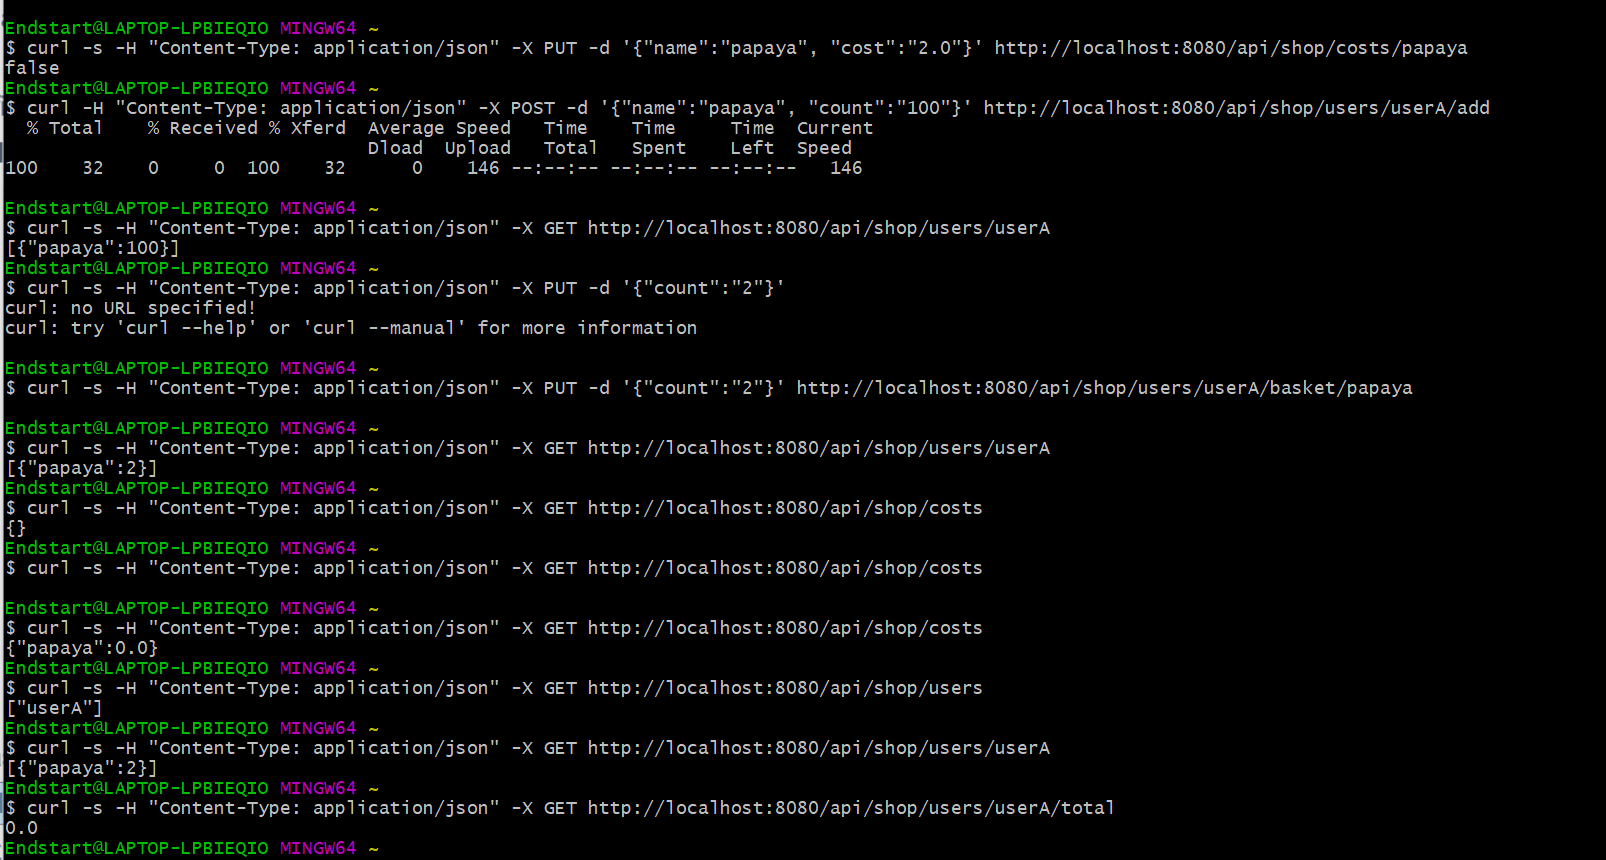 Endstart@LAPTOP-LPBIEQIO MINGW64 ~
$ curl -s -H "Content-Type: application/json" -X PUT -d '{"name":"papaya", "cost":"2.0"}' http://localhost:8080/api/shop/costs/papaya
false
Endstart@LAPTOP-LPBIEQIO MINGW64 ~
$ curl -H "Content-Type: application/json" -X POST -d '{"name":"papaya", "count":"100"}' http://localhost:8080/api/shop/users/userA/add
  % Total    % Received % Xferd  Average Speed   Time    Time     Time  Current
                                 Dload  Upload   Total   Spent    Left  Speed
100    32    0     0  100    32      0    146 --:--:-- --:--:-- --:--:--   146
Endstart@LAPTOP-LPBIEQIO MINGW64 ~
$ curl -s -H "Content-Type: application/json" -X GET http://localhost:8080/api/shop/users/userA
[{"papaya":100}]
Endstart@LAPTOP-LPBIEQIO MINGW64 ~
$ curl -s -H "Content-Type: application/json" -X PUT -d '{"count":"2"}'
curl: no URL specified!
curl: try 'curl --help' or 'curl --manual' for more information
Endstart@LAPTOP-LPBIEQIO MINGW64 ~
$ curl -s -H "Content-Type: application/json" -X PUT -d '{"count":"2"}' http://localhost:8080/api/shop/users/userA/basket/papaya
Endstart@LAPTOP-LPBIEQIO MINGW64 ~
$ curl -s -H "Content-Type: application/json" -X GET http://localhost:8080/api/shop/users/userA
[{"papaya":2}]
Endstart@LAPTOP-LPBIEQIO MINGW64 ~
$ curl -s -H "Content-Type: application/json" -X GET http://localhost:8080/api/shop/costs
{}
Endstart@LAPTOP-LPBIEQIO MINGW64 ~
$ curl -s -H "Content-Type: application/json" -X GET http://localhost:8080/api/shop/costs
Endstart@LAPTOP-LPBIEQIO MINGW64 ~
$ curl -s -H "Content-Type: application/json" -X GET http://localhost:8080/api/shop/costs
{"papaya":0.0}
Endstart@LAPTOP-LPBIEQIO MINGW64 ~
$ curl -s -H "Content-Type: application/json" -X GET http://localhost:8080/api/shop/users
["userA"]
Endstart@LAPTOP-LPBIEQIO MINGW64 ~
$ curl -s -H "Content-Type: application/json" -X GET http://localhost:8080/api/shop/users/userA
[{"papaya":2}]
Endstart@LAPTOP-LPBIEQIO MINGW64 ~
$ curl -s -H "Content-Type: application/json" -X GET http://localhost:8080/api/shop/users/userA/total
0.0
Endstart@LAPTOP-LPBIEQIO MINGW64 ~